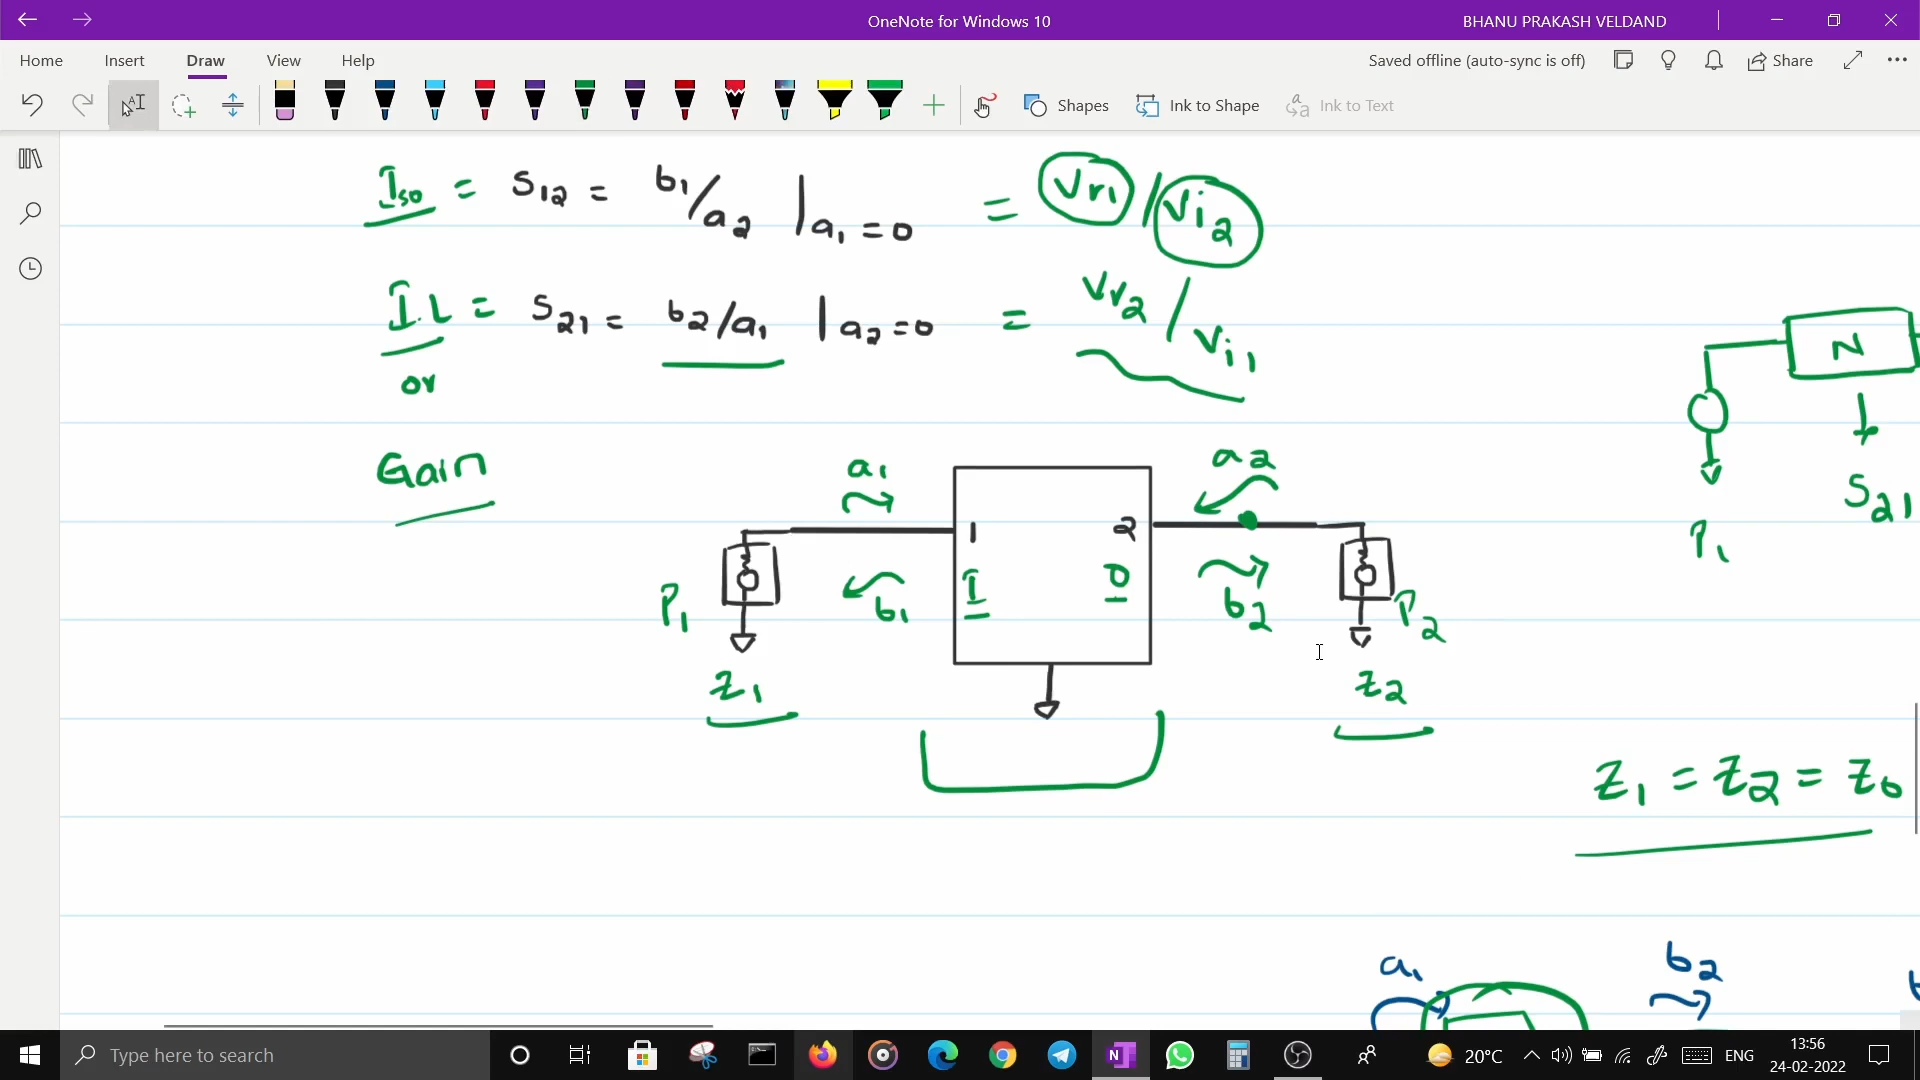 OneNote for Windows 10
BHANU PRAKASH VELDAND
Home Insert Draw View Help
Saved offline (auto-sync is off) Share
Shapes Ink to Shape Ink to Text
Iso = S12 = b1/a2 | a1 = 0 = Vr1 / Vi2
I.L = S21 = b2/a1 | a2 = 0 = Vr2 / Vi1
or
Gain
a1 a2
1 2
P1 b1 I O b2 P2
Z1 Z2
N
S21
P1
Z1 = Z2 = Z0
a1 b2
Type here to search
20°C ENG
13:56
24-02-2022